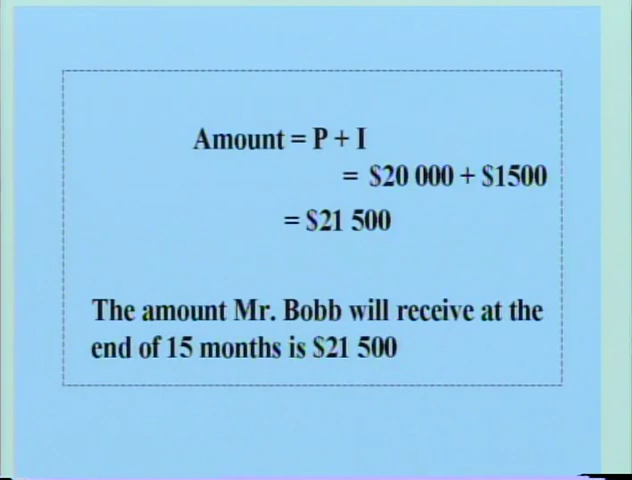 Amount = P + I
= $20 000 + $1500
= $21 500
The amount Mr. Bobb will receive at the
end of 15 months is $21 500